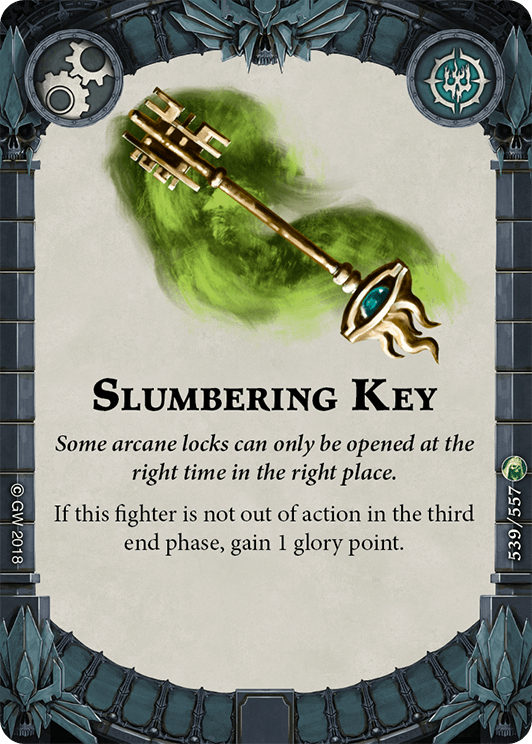 SLUMBERING KEY
Some arcane locks can only be opened at the
right time in the right place.
If this fighter is not out of action in the third
end phase, gain 1 glory point.
© GW 2018
539/557